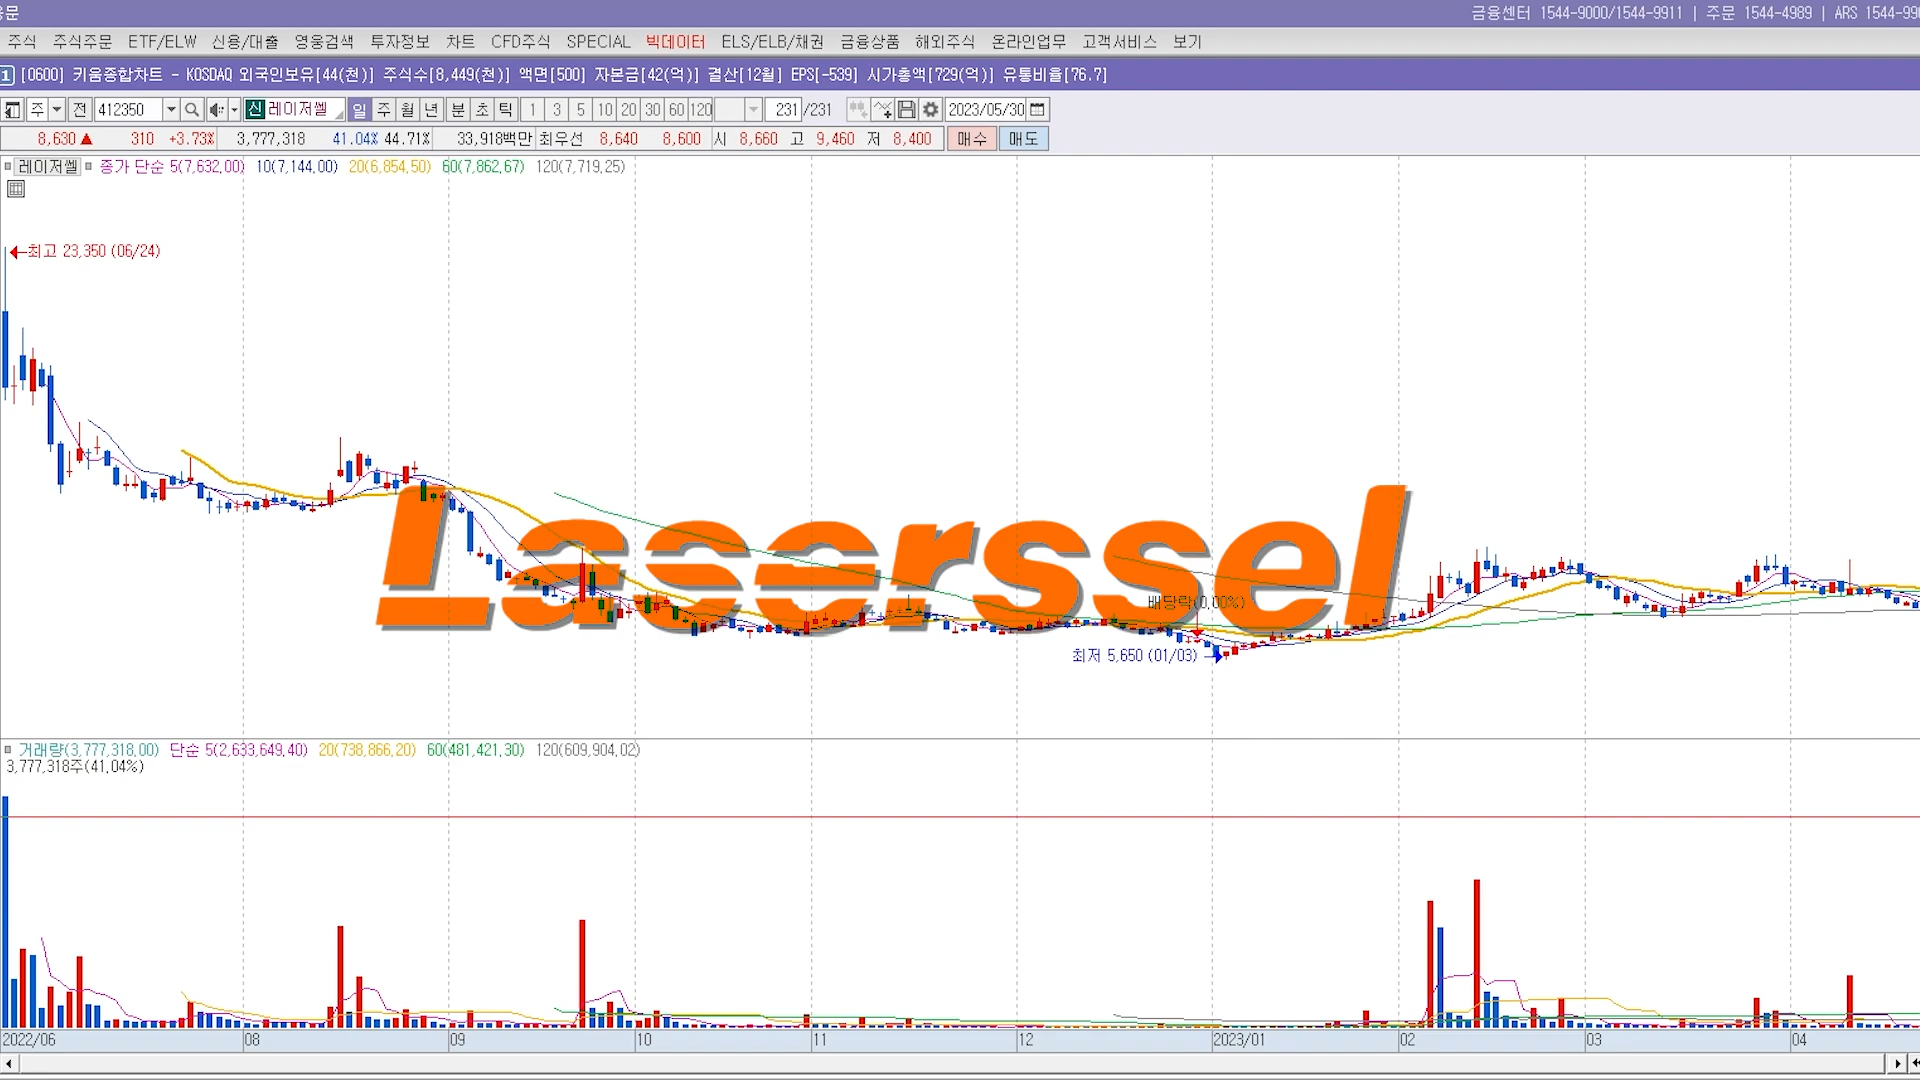 문
금융센터 1544-9000/1544-9911 | 주문 1544-4989 | ARS 1544-990
주식 주식주문 ETF/ELW 신용/대출 영웅검색 투자정보 차트 CFD주식 SPECIAL 빅데이터 ELS/ELB/채권 금융상품 해외주식 온라인업무 고객서비스 보기
1 [0600] 키움종합차트 - KOSDAQ 외국인보유[44(천)] 주식수[8,449(천)] 액면[500] 자본금[42(억)] 결산[12월] EPS[-539] 시가총액[729(억)] 유통비율[76.7]
주 전 412350 신 레이저쎌 일 주 월 년 분 초 틱 1 3 5 10 20 30 60 120 231 /231 2023/05/30
8,630 ▲ 310 +3.73% 3,777,318 41.04% 44.71% 33,918백만 최우선 8,640 8,600 시 8,660 고 9,460 저 8,400 매수 매도
레이저쎌 종가 단순 5(7,632,00) 10(7,144,00) 20(6,854,50) 60(7,862,67) 120(7,719,25)
최고 23,350 (06/24)
Laserssel
배당락(0,00%)
최저 5,650 (01/03)
거래량(3,777,318,00) 단순 5(2,633,649,40) 20(738,866,20) 60(481,421,30) 120(609,904,02)
3,777,318주(41,04%)
2022/06 08 09 10 11 12 2023/01 02 03 04